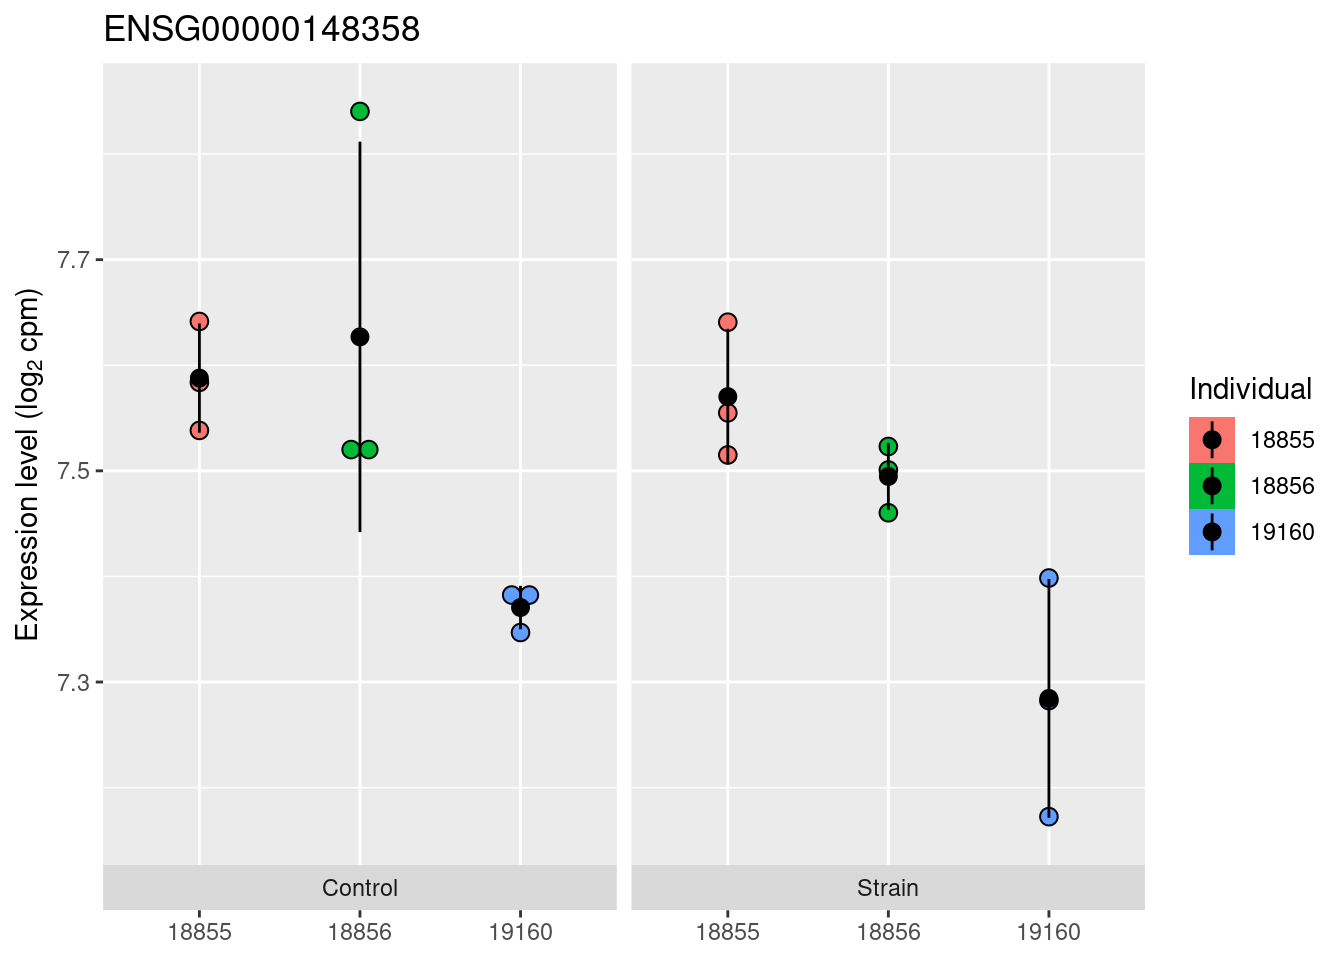 ENSG00000148358
Expression level (log₂ cpm)
7.7
7.5
7.3
Control
Strain
18855
18856
19160
18855
18856
19160
Individual
18855
18856
19160